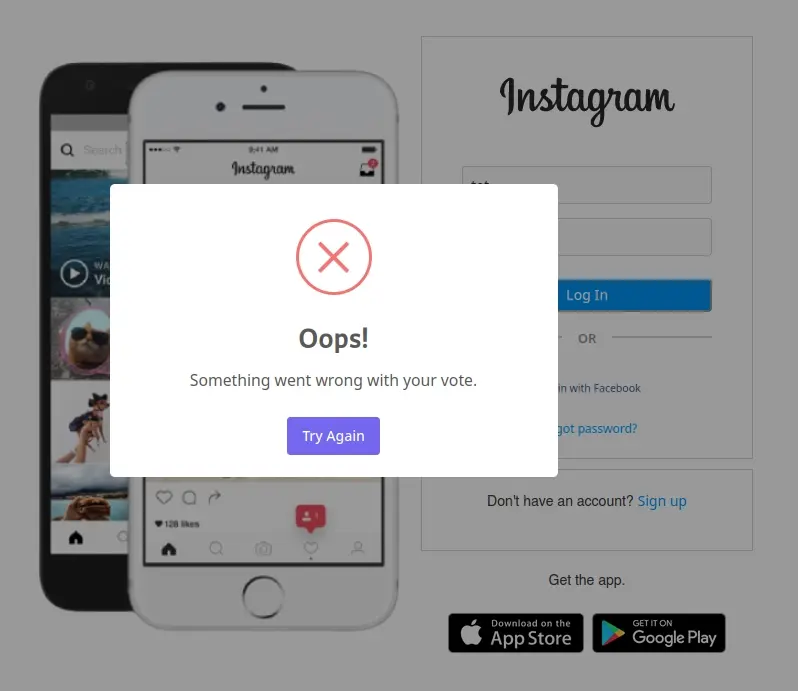 Instagram
Search
9:41 AM
Instagram
Oops!
Something went wrong with your vote.
Try Again
128 likes
1
Log In
OR
in with Facebook
got password?
Don't have an account? Sign up
Get the app.
Download on the
App Store
GET IT ON
Google Play